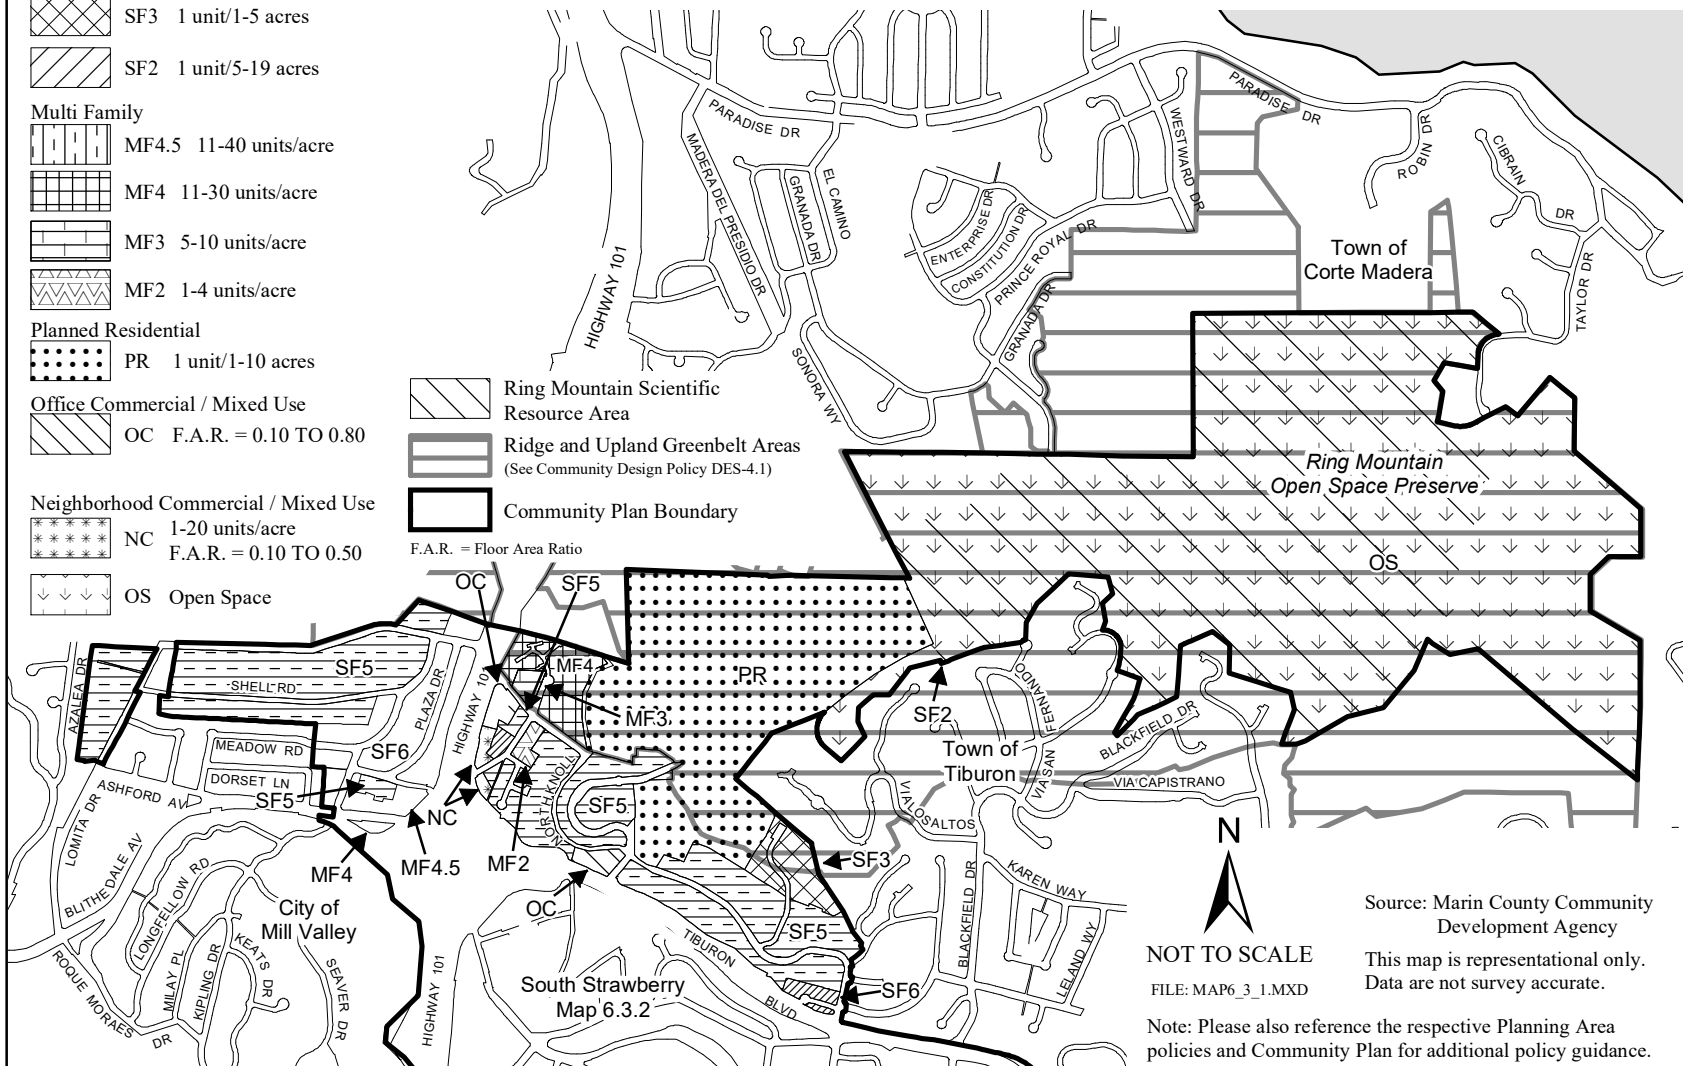 SF3 1 unit/1-5 acres
SF2 1 unit/5-19 acres
Multi Family
MF4.5 11-40 units/acre
MF4 11-30 units/acre
MF3 5-10 units/acre
MF2 1-4 units/acre
Planned Residential
PR 1 unit/1-10 acres
Office Commercial / Mixed Use
OC F.A.R. = 0.10 TO 0.80
Neighborhood Commercial / Mixed Use
NC 1-20 units/acre
F.A.R. = 0.10 TO 0.50
OS Open Space
Ring Mountain Scientific
Resource Area
Ridge and Upland Greenbelt Areas
(See Community Design Policy DES-4.1)
Community Plan Boundary
F.A.R. = Floor Area Ratio
PARADISE DR
MADERA DEL PRESIDIO DR
GRANADA DR
EL CAMINO
HIGHWAY 101
SONORA WY
ENTERPRISE DR
CONSTITUTION DR
PRINCE ROYAL DR
GRANADA DR
WESTWARD DR
PARADISE DR
ROBIN DR
CIBRAIN DR
TAYLOR DR
Town of
Corte Madera
Ring Mountain
Open Space Preserve
OS
OC
SF5
MF4
MF3
PR
SF5
SHELL RD
AZALEA DR
PLAZA DR
HIGHWAY 101
SF6
MEADOW RD
DORSET LN
SF5
ASHFORD AV
LOMITA DR
NC
MF4
MF4.5
MF2
NORTH KNOLL
SF5
SF2
Town of
Tiburon
VIA SAN FERNANDO
BLACKFIELD DR
VIA CAPISTRANO
VIA LOS ALTOS
SF3
KAREN WAY
BLACKFIELD DR
LELAND WY
BLITHEDALE AV
LONGFELLOW RD
City of
Mill Valley
MILAY PL
KIPLING DR
KEATS DR
SEAVER DR
ROQUE MORAES DR
HIGHWAY 101
OC
SF5
TIBURON BLVD
SF6
South Strawberry
Map 6.3.2
N
NOT TO SCALE
FILE: MAP6_3_1.MXD
Source: Marin County Community
Development Agency
This map is representational only.
Data are not survey accurate.
Note: Please also reference the respective Planning Area
policies and Community Plan for additional policy guidance.